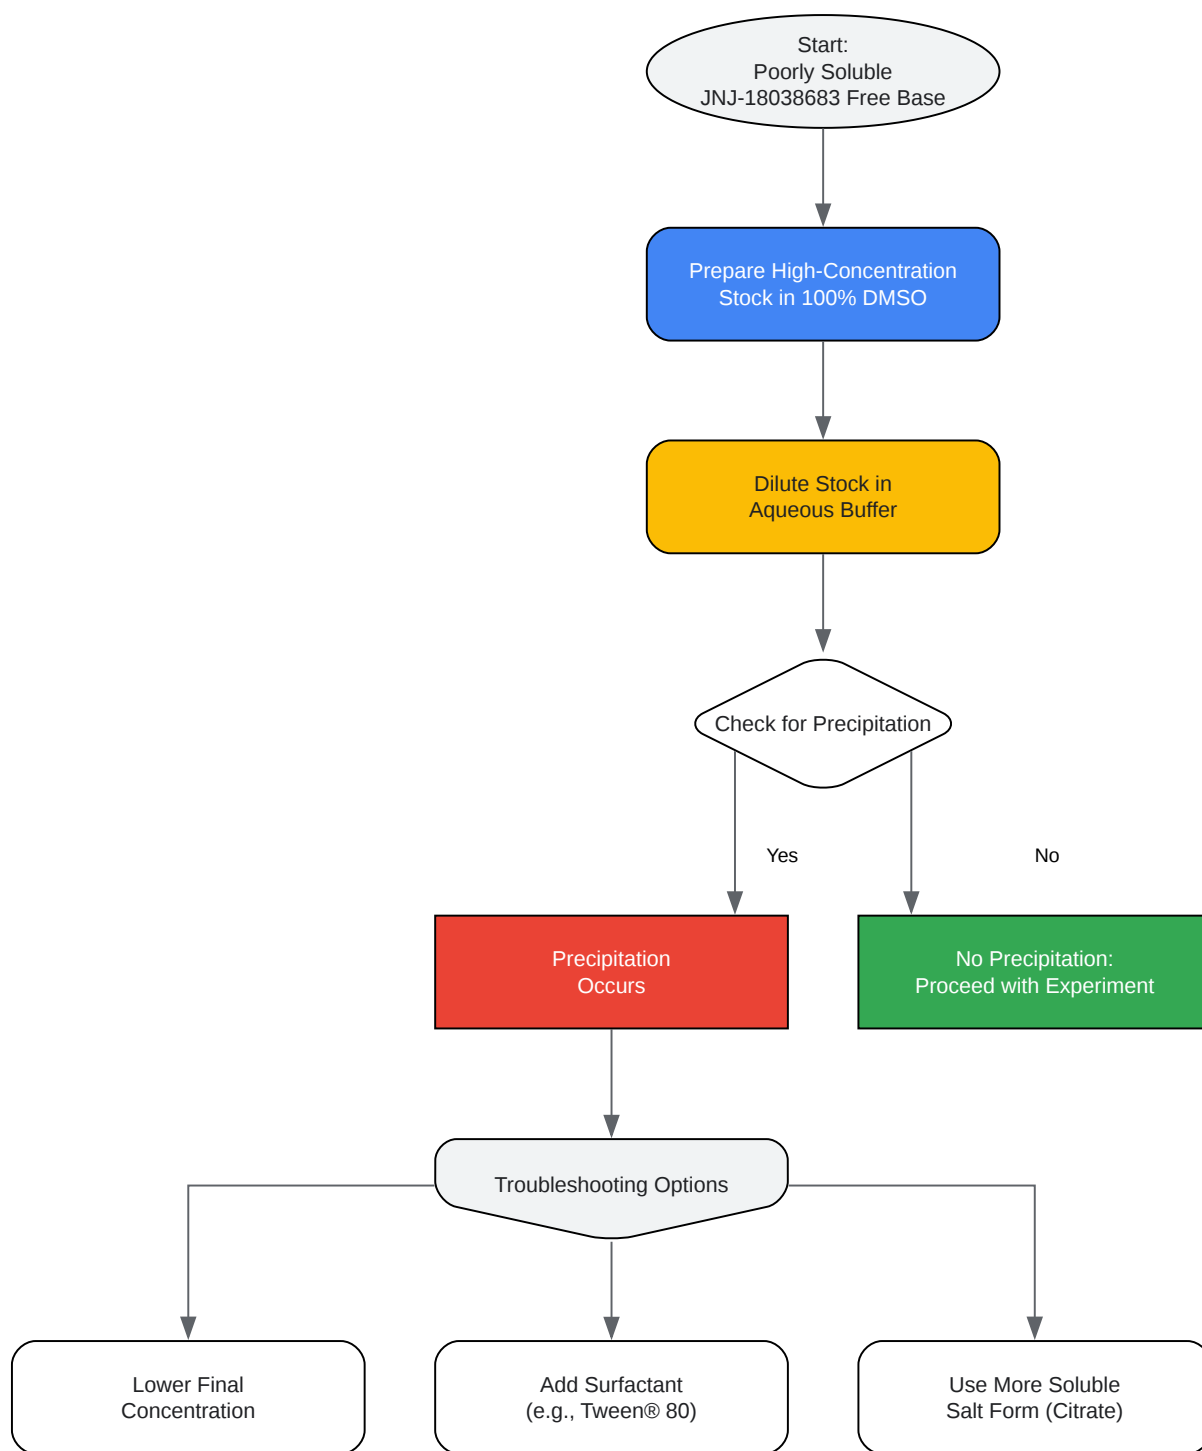 Start:
Poorly Soluble
JNJ-18038683 Free Base
Prepare High-Concentration
Stock in 100% DMSO
Dilute Stock in
Aqueous Buffer
Check for Precipitation
Yes
No
Precipitation
Occurs
No Precipitation:
Proceed with Experiment
Troubleshooting Options
Lower Final
Concentration
Add Surfactant
(e.g., Tween® 80)
Use More Soluble
Salt Form (Citrate)